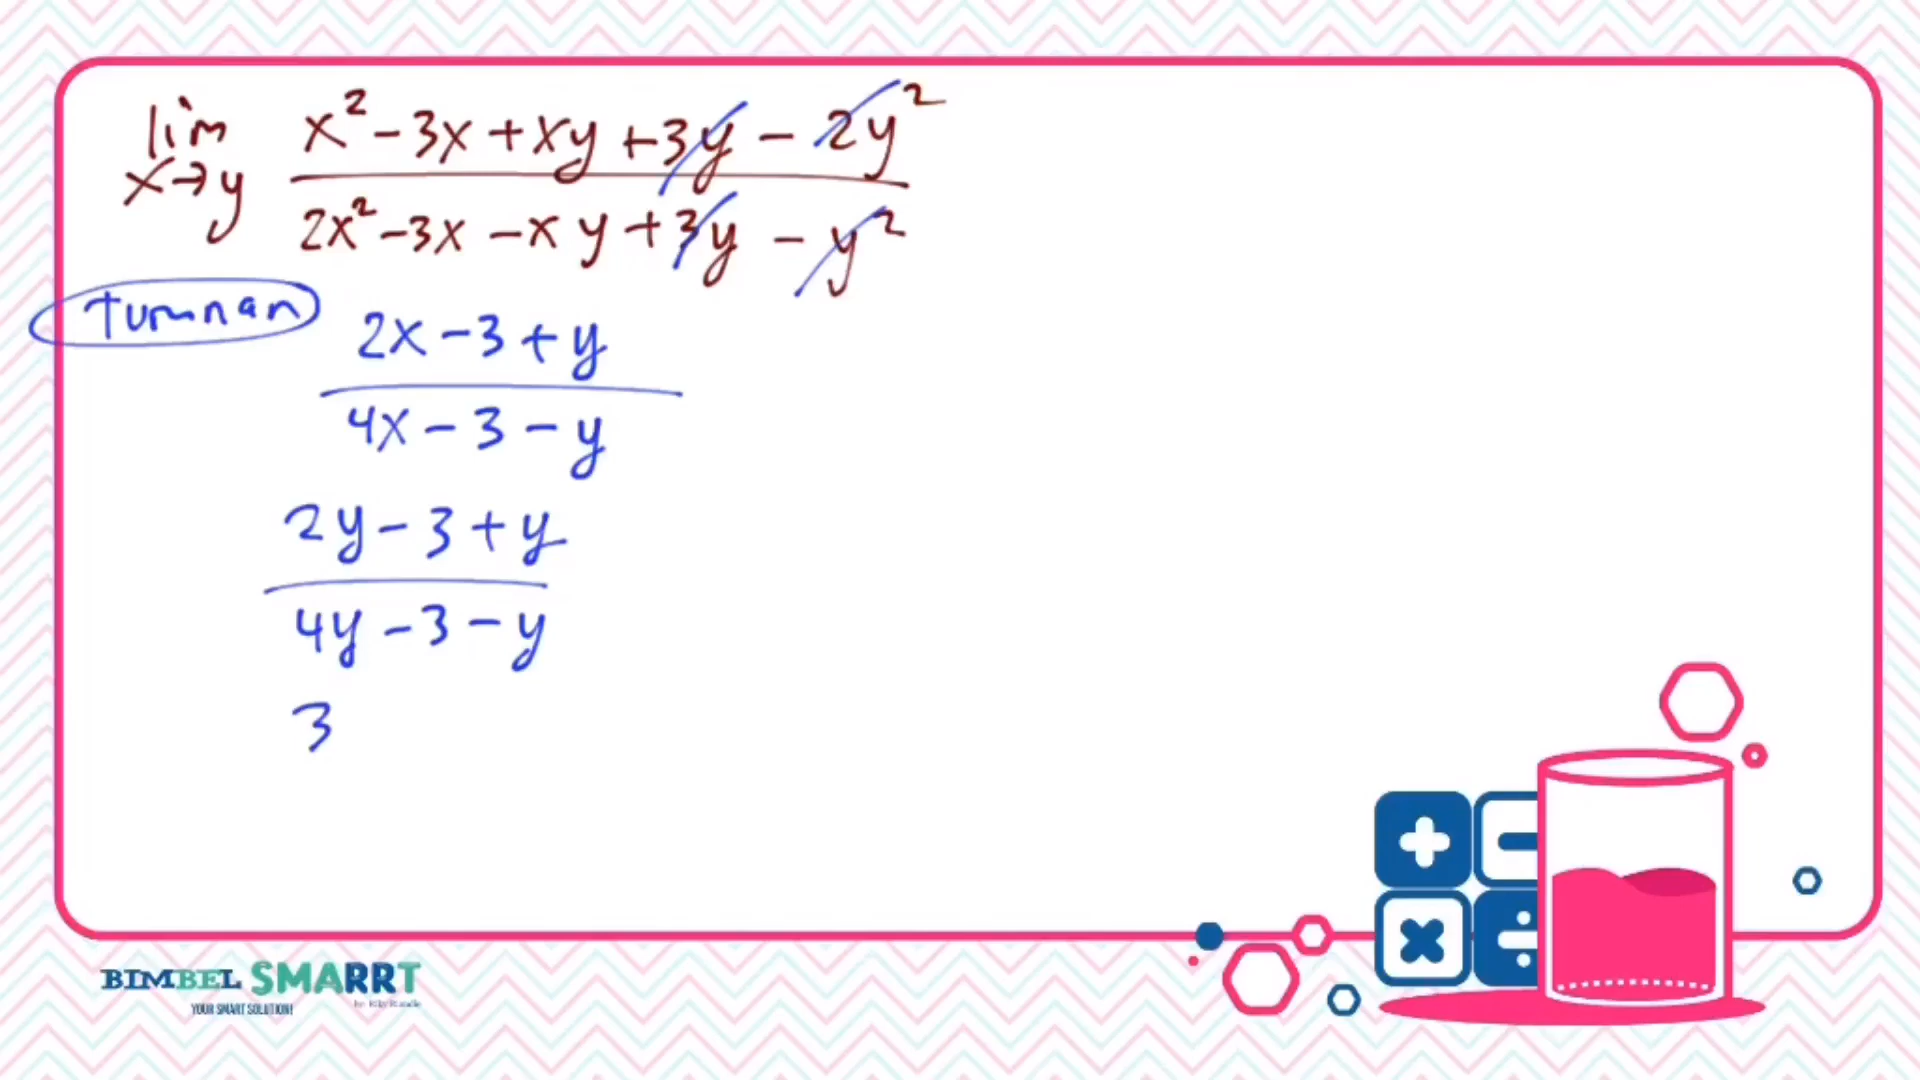 lim x² - 3x + xy + 3y - 2y²
x→y 2x² - 3x - xy + 3y - y²
turunan
2x - 3 + y
4x - 3 - y
2y - 3 + y
4y - 3 - y
3
BIMBEL SMARRT
YOUR SMART SOLUTION!